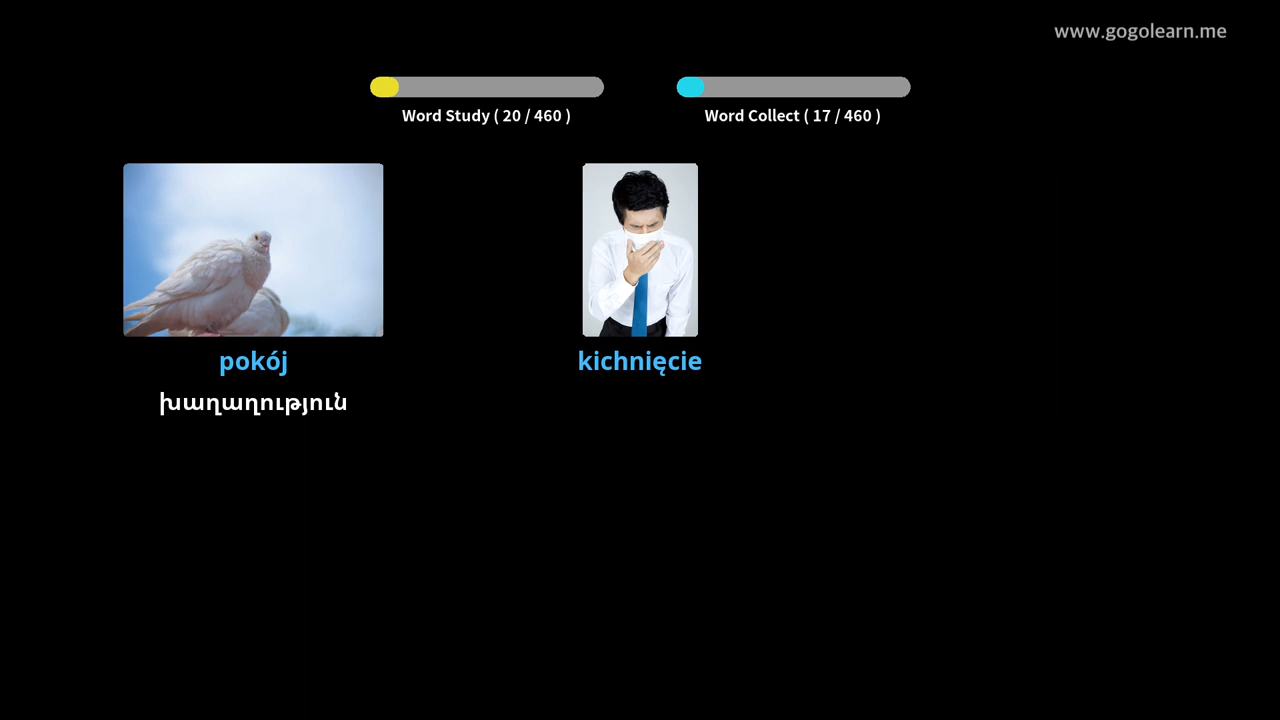 www.gogolearn.me
Word Study ( 20 / 460 )
Word Collect ( 17 / 460 )
pokój
kichnięcie
խաղաղություն